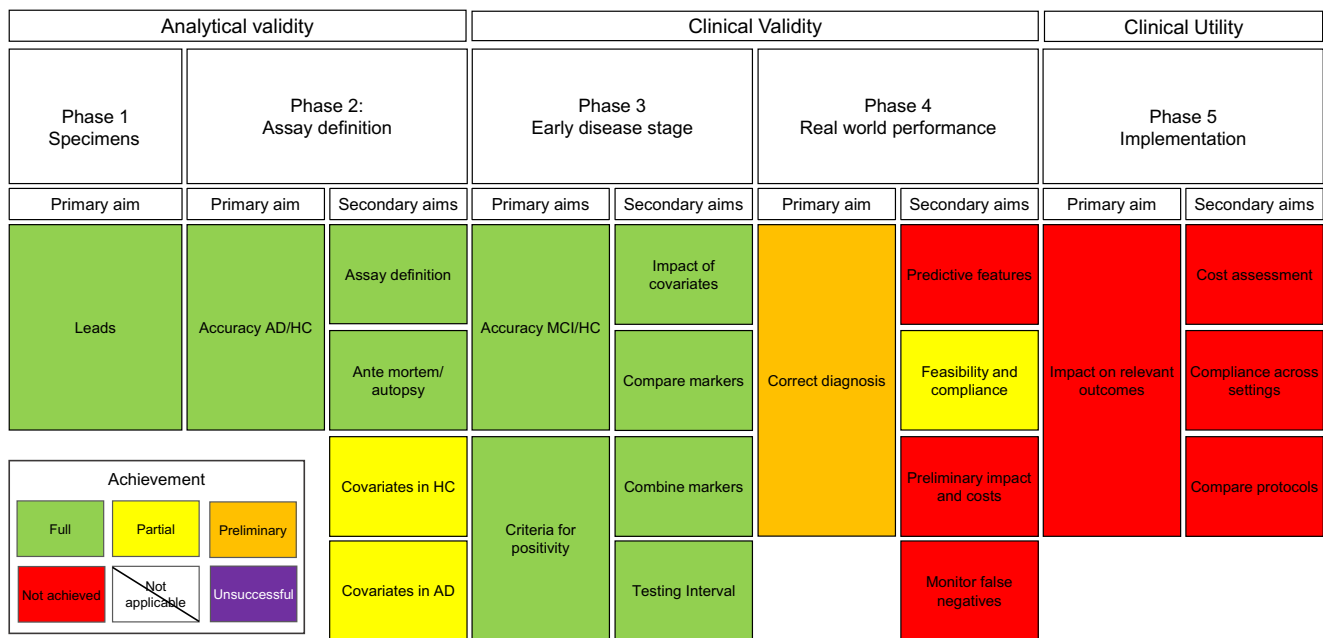 Analytical validity
Clinical Validity
Clinical Utility
Phase 1
Specimens
Phase 2:
Assay definition
Phase 3
Early disease stage
Phase 4
Real world performance
Phase 5
Implementation
Primary aim
Primary aim
Secondary aims
Primary aims
Secondary aims
Primary aim
Secondary aims
Primary aim
Secondary aims
Leads
Accuracy AD/HC
Assay definition
Ante mortem/
autopsy
Covariates in HC
Covariates in AD
Accuracy MCI/HC
Criteria for
positivity
Impact of
covariates
Compare markers
Combine markers
Testing Interval
Correct diagnosis
Predictive features
Feasibility and
compliance
Preliminary impact
and costs
Monitor false
negatives
Impact on relevant
outcomes
Cost assessment
Compliance across
settings
Compare protocols
Achievement
Full
Partial
Preliminary
Not achieved
Not
applicable
Unsuccessful